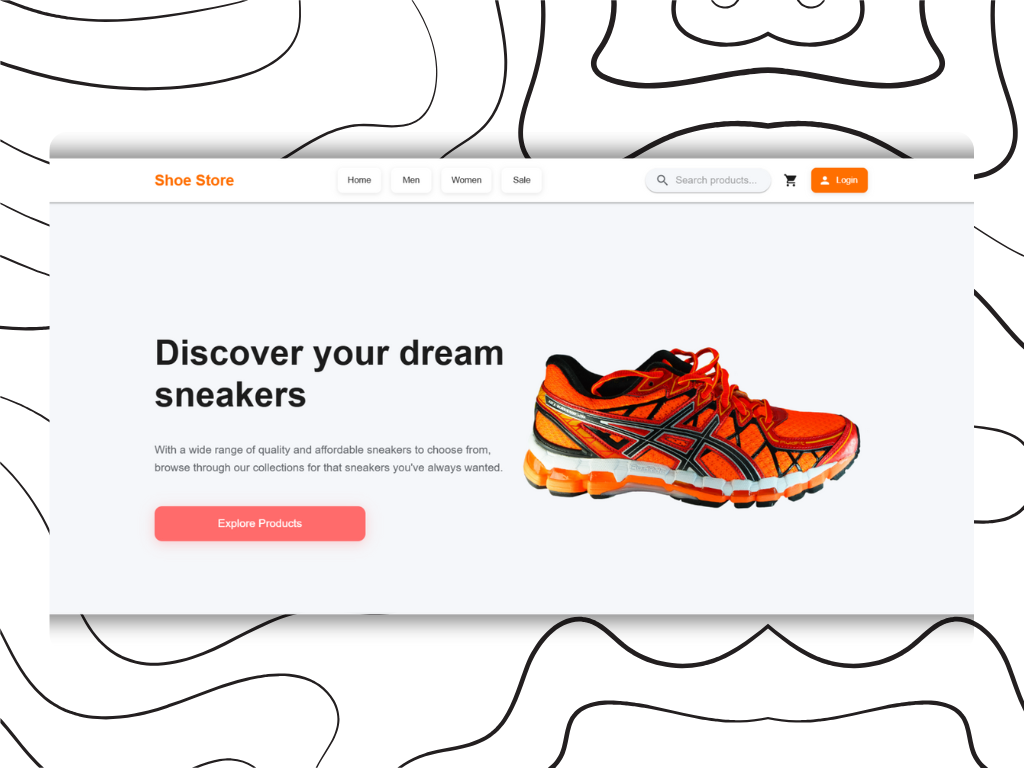 Shoe Store
Home
Men
Women
Sale
Search products...
Login
Discover your dream
sneakers
With a wide range of quality and affordable sneakers to choose from,
browse through our collections for that sneakers you've always wanted.
Explore Products